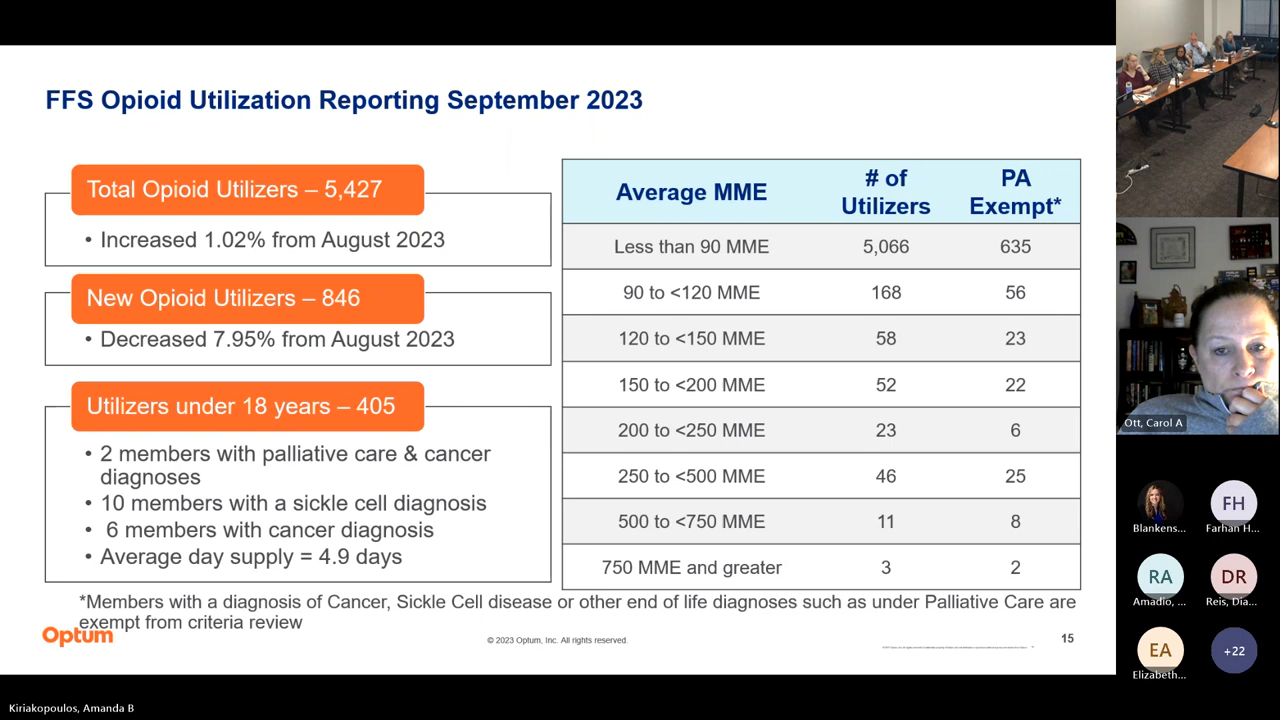 FFS Opioid Utilization Reporting September 2023
Total Opioid Utilizers – 5,427
• Increased 1.02% from August 2023
New Opioid Utilizers – 846
• Decreased 7.95% from August 2023
Utilizers under 18 years – 405
• 2 members with palliative care & cancer
diagnoses
• 10 members with a sickle cell diagnosis
• 6 members with cancer diagnosis
• Average day supply = 4.9 days
Average MME # of Utilizers PA Exempt*
Less than 90 MME 5,066 635
90 to <120 MME 168 56
120 to <150 MME 58 23
150 to <200 MME 52 22
200 to <250 MME 23 6
250 to <500 MME 46 25
500 to <750 MME 11 8
750 MME and greater 3 2
*Members with a diagnosis of Cancer, Sickle Cell disease or other end of life diagnoses such as under Palliative Care are
exempt from criteria review
Optum
© 2023 Optum, Inc. All rights reserved.
15
Ott, Carol A
Blankens...
FH
Farhan H...
RA
Amadio, ...
DR
Reis, Dia...
EA
Elizabeth...
+22
Kiriakopoulos, Amanda B